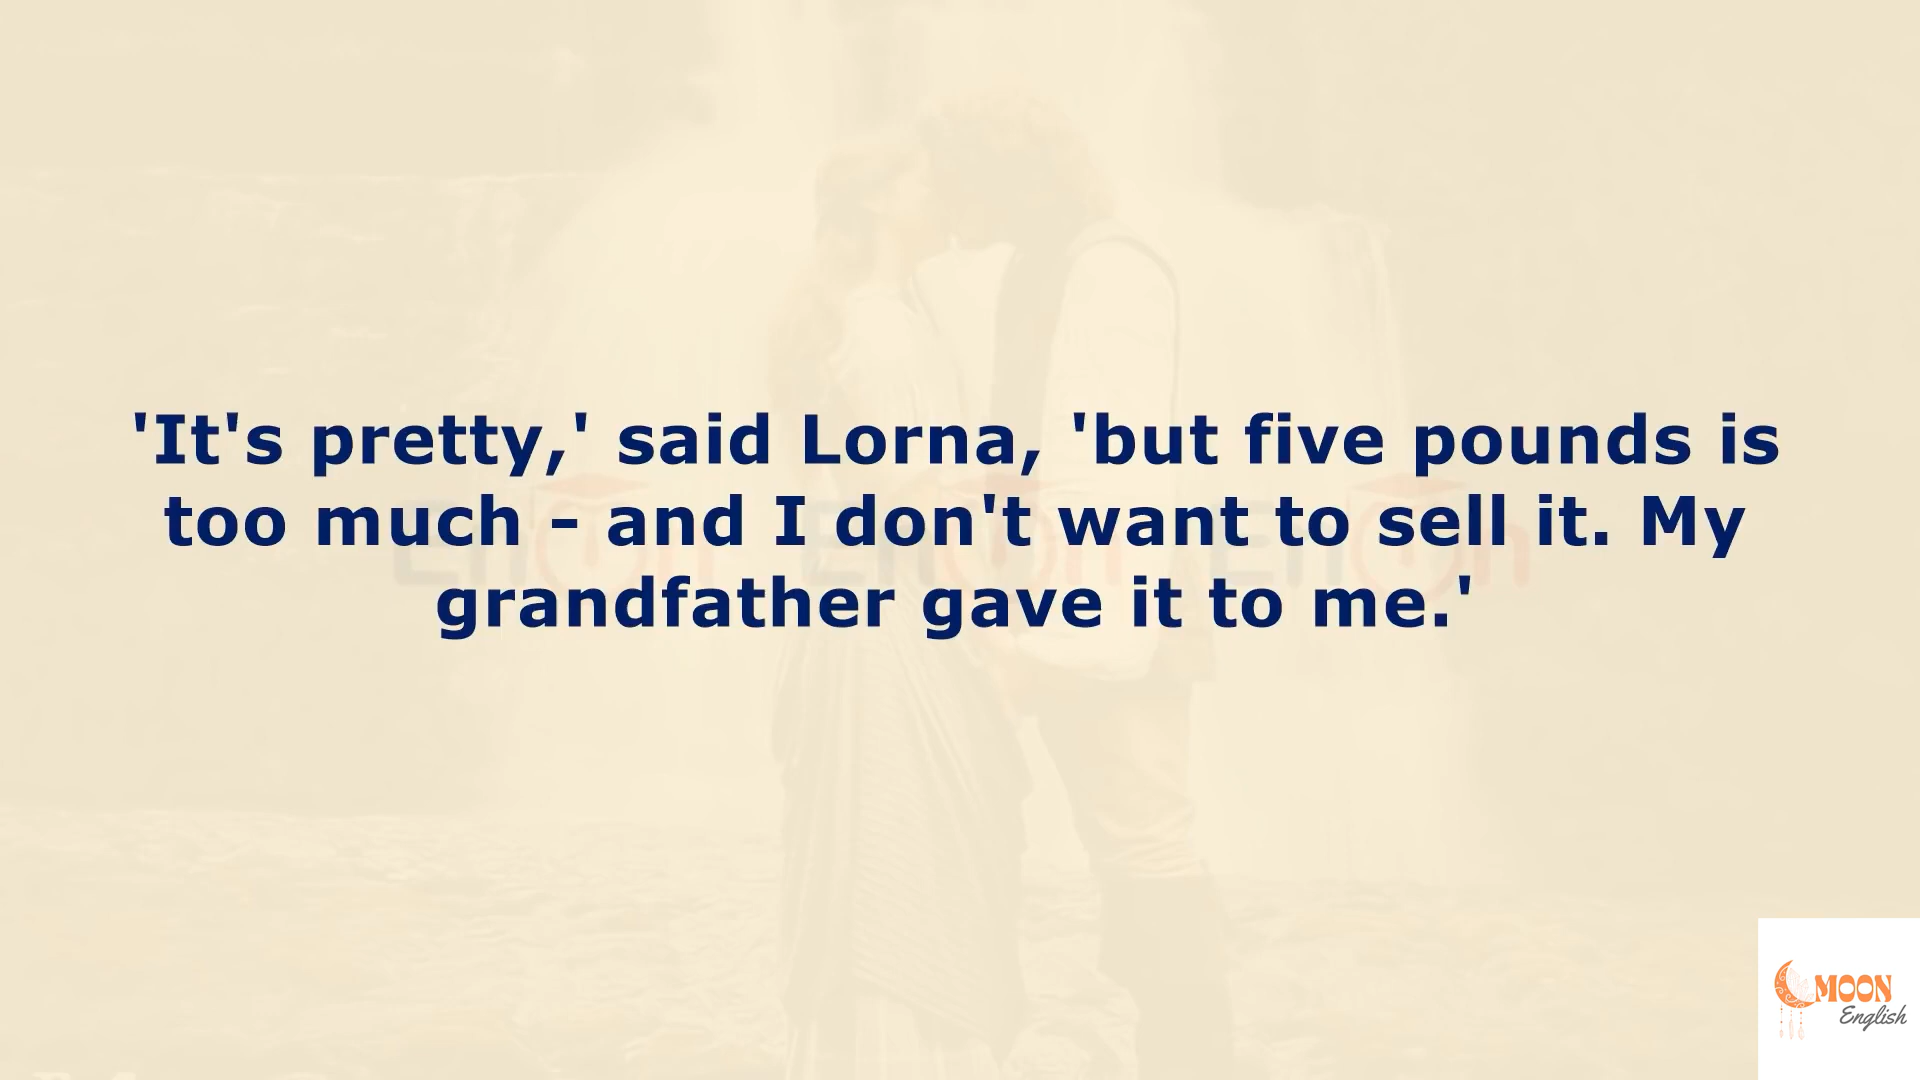 'It's pretty,' said Lorna, 'but five pounds is
too much - and I don't want to sell it. My
grandfather gave it to me.'
MOON
English